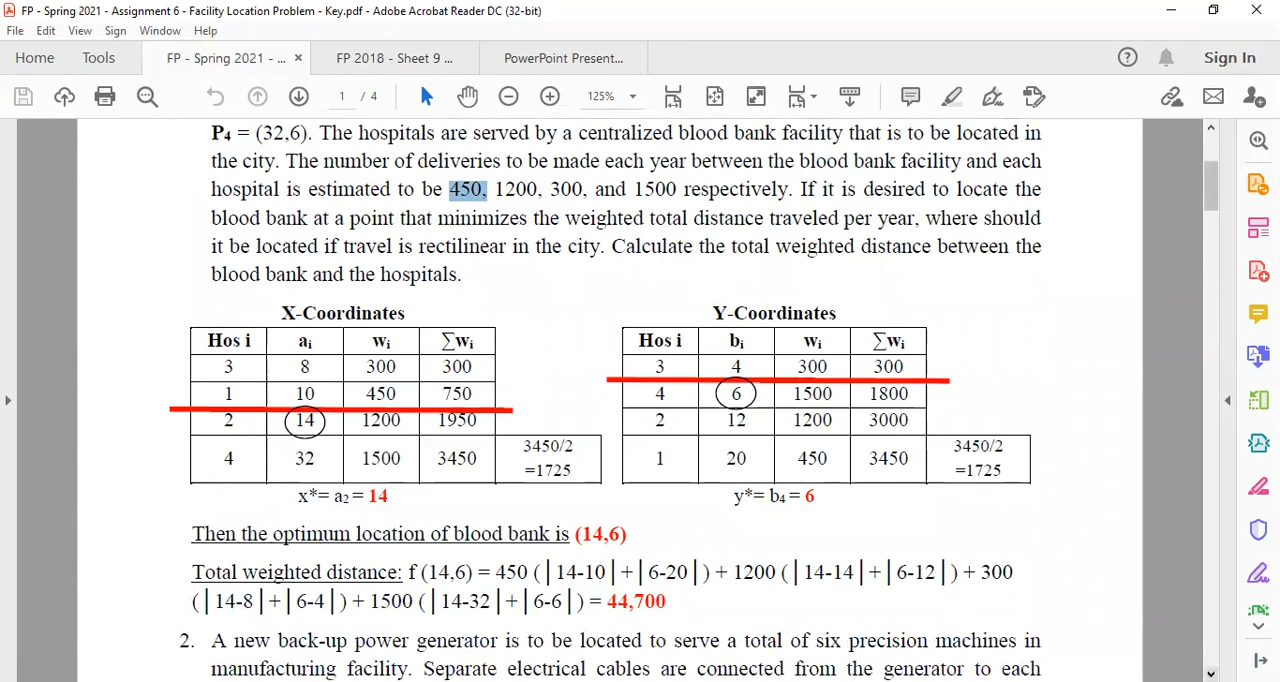 FP - Spring 2021 - Assignment 6 - Facility Location Problem - Key.pdf - Adobe Acrobat Reader DC (32-bit)
File Edit View Sign Window Help
Home Tools FP - Spring 2021 - ... × FP 2018 - Sheet 9 ... PowerPoint Present... Sign In
1 / 4 125%
P4 = (32,6). The hospitals are served by a centralized blood bank facility that is to be located in
the city. The number of deliveries to be made each year between the blood bank facility and each
hospital is estimated to be 450, 1200, 300, and 1500 respectively. If it is desired to locate the
blood bank at a point that minimizes the weighted total distance traveled per year, where should
it be located if travel is rectilinear in the city. Calculate the total weighted distance between the
blood bank and the hospitals.
X-Coordinates
Hos i ai wi ∑wi
3 8 300 300
1 10 450 750
2 14 1200 1950
4 32 1500 3450 3450/2
=1725
x*= a2 = 14
Y-Coordinates
Hos i bi wi ∑wi
3 4 300 300
4 6 1500 1800
2 12 1200 3000
1 20 450 3450 3450/2
=1725
y*= b4 = 6
Then the optimum location of blood bank is (14,6)
Total weighted distance: f (14,6) = 450 (│14-10│+│6-20│) + 1200 (│14-14│+│6-12│) + 300
(│14-8│+│6-4│) + 1500 (│14-32│+│6-6│) = 44,700
2. A new back-up power generator is to be located to serve a total of six precision machines in
manufacturing facility. Separate electrical cables are connected from the generator to each